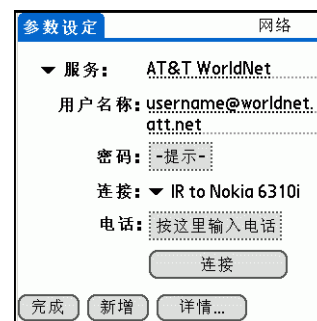 参数设定 网络
服务: AT&T WorldNet
用户名称: username@worldnet.
att.net
密码: -提示-
连接: IR to Nokia 6310i
电话: 按这里输入电话
连接
完成 新增 详情...